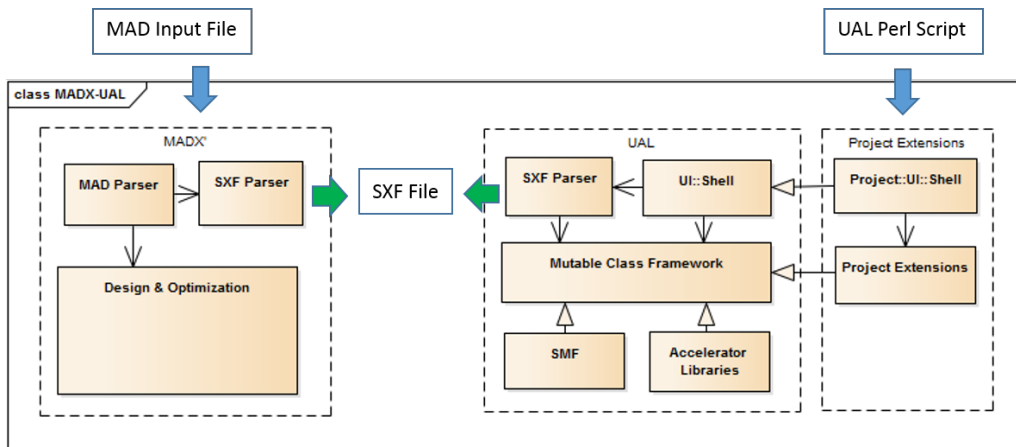 MAD Input File
UAL Perl Script
class MADX-UAL
MADX'
UAL
Project Extensions
MAD Parser
SXF Parser
SXF File
SXF Parser
UI::Shell
Project::UI::Shell
Mutable Class Framework
Project Extensions
Design & Optimization
SMF
Accelerator
Libraries